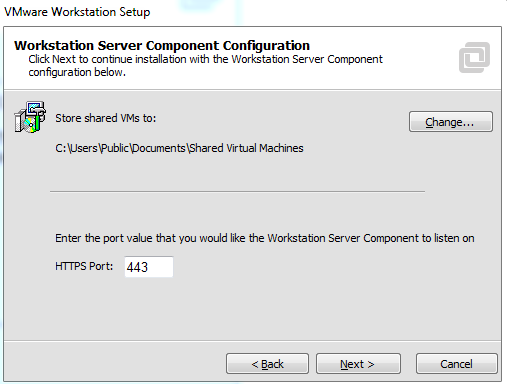 VMware Workstation Setup
Workstation Server Component Configuration
Click Next to continue installation with the Workstation Server Component
configuration below.
Store shared VMs to:
Change...
C:\Users\Public\Documents\Shared Virtual Machines
Enter the port value that you would like the Workstation Server Component to listen on
HTTPS Port: 443
< Back Next > Cancel